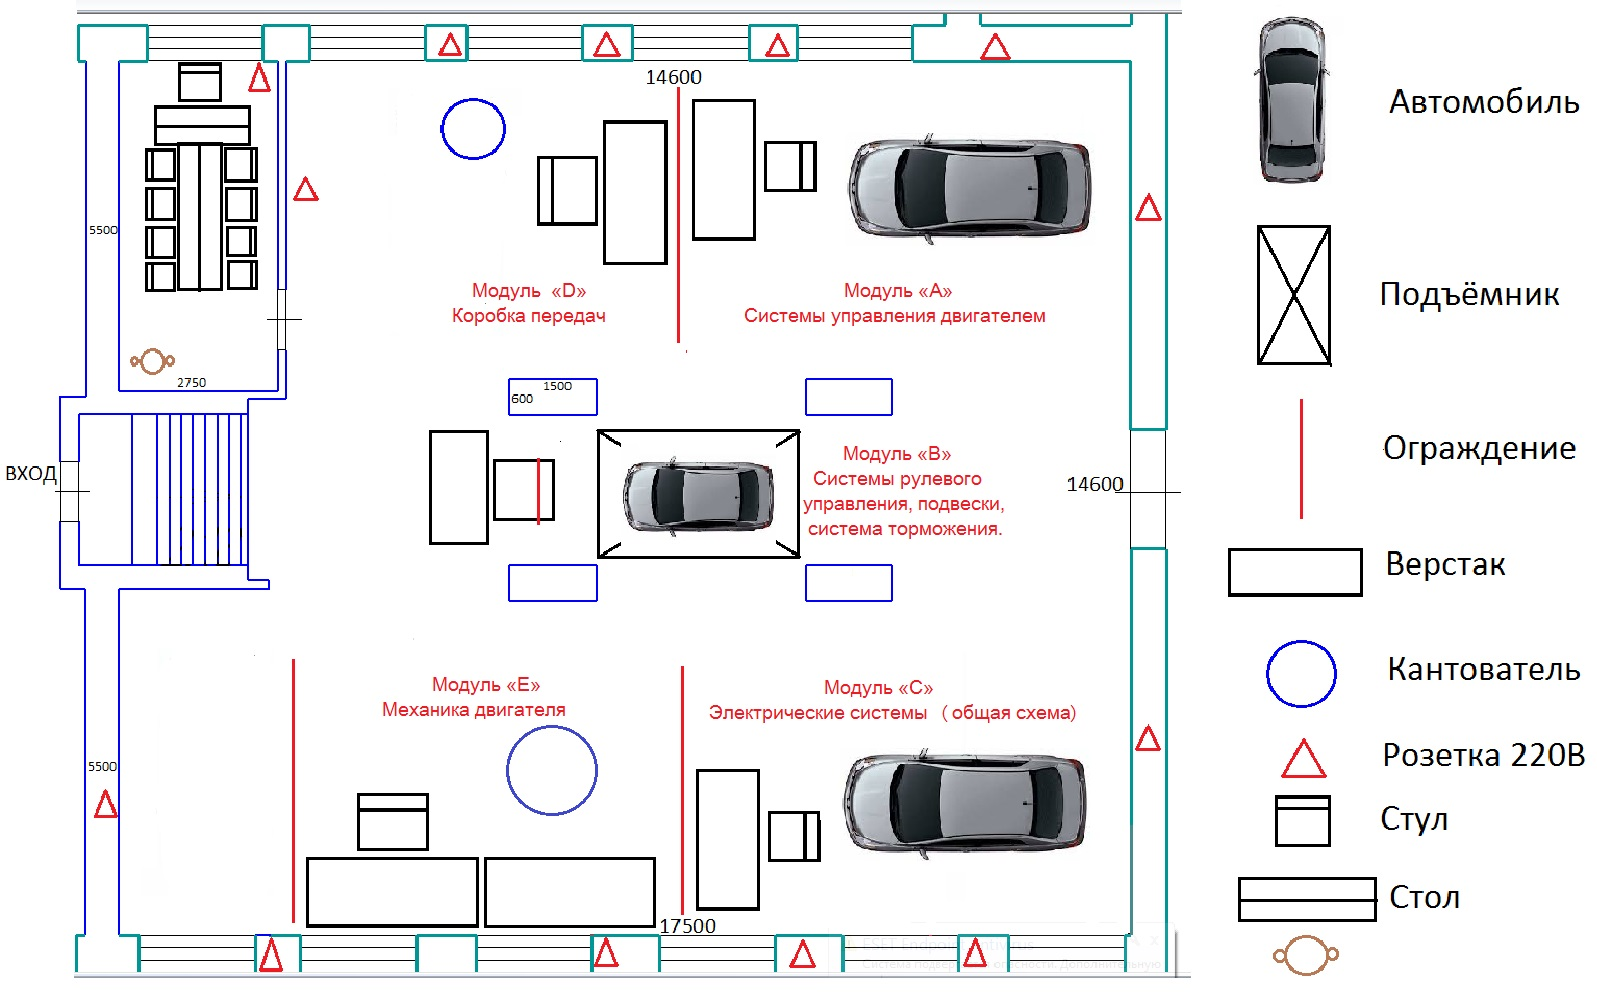 14600
5500
Модуль «D»
Коробка передач
Модуль «А»
Системы управления двигателем
2750
1500
600
ВХОД
Модуль «В»
Системы рулевого
управления, подвески,
система торможения.
14600
Модуль «Е»
Механика двигателя
Модуль «С»
Электрические системы ( общая схема)
5500
17500
Автомобиль
Подъёмник
Ограждение
Верстак
Кантователь
Розетка 220В
Стул
Стол